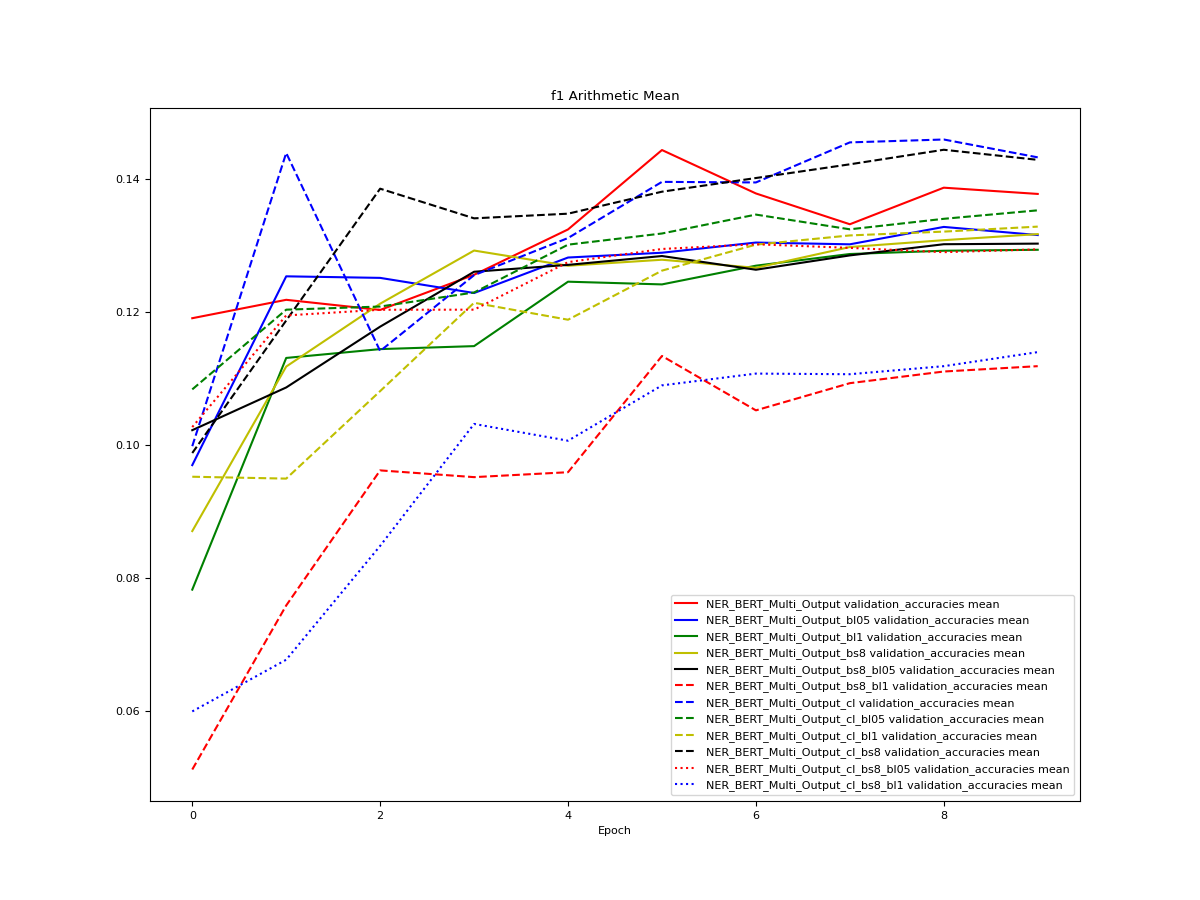 f1 Arithmetic Mean
0.14
0.12
0.10
0.08
0.06
NER_BERT_Multi_Output validation_accuracies mean
NER_BERT_Multi_Output_bl05 validation_accuracies mean
NER_BERT_Multi_Output_bl1 validation_accuracies mean
NER_BERT_Multi_Output_bs8 validation_accuracies mean
NER_BERT_Multi_Output_bs8_bl05 validation_accuracies mean
NER_BERT_Multi_Output_bs8_bl1 validation_accuracies mean
NER_BERT_Multi_Output_cl validation_accuracies mean
NER_BERT_Multi_Output_cl_bl05 validation_accuracies mean
NER_BERT_Multi_Output_cl_bl1 validation_accuracies mean
NER_BERT_Multi_Output_cl_bs8 validation_accuracies mean
NER_BERT_Multi_Output_cl_bs8_bl05 validation_accuracies mean
NER_BERT_Multi_Output_cl_bs8_bl1 validation_accuracies mean
0 2 4 6 8
Epoch